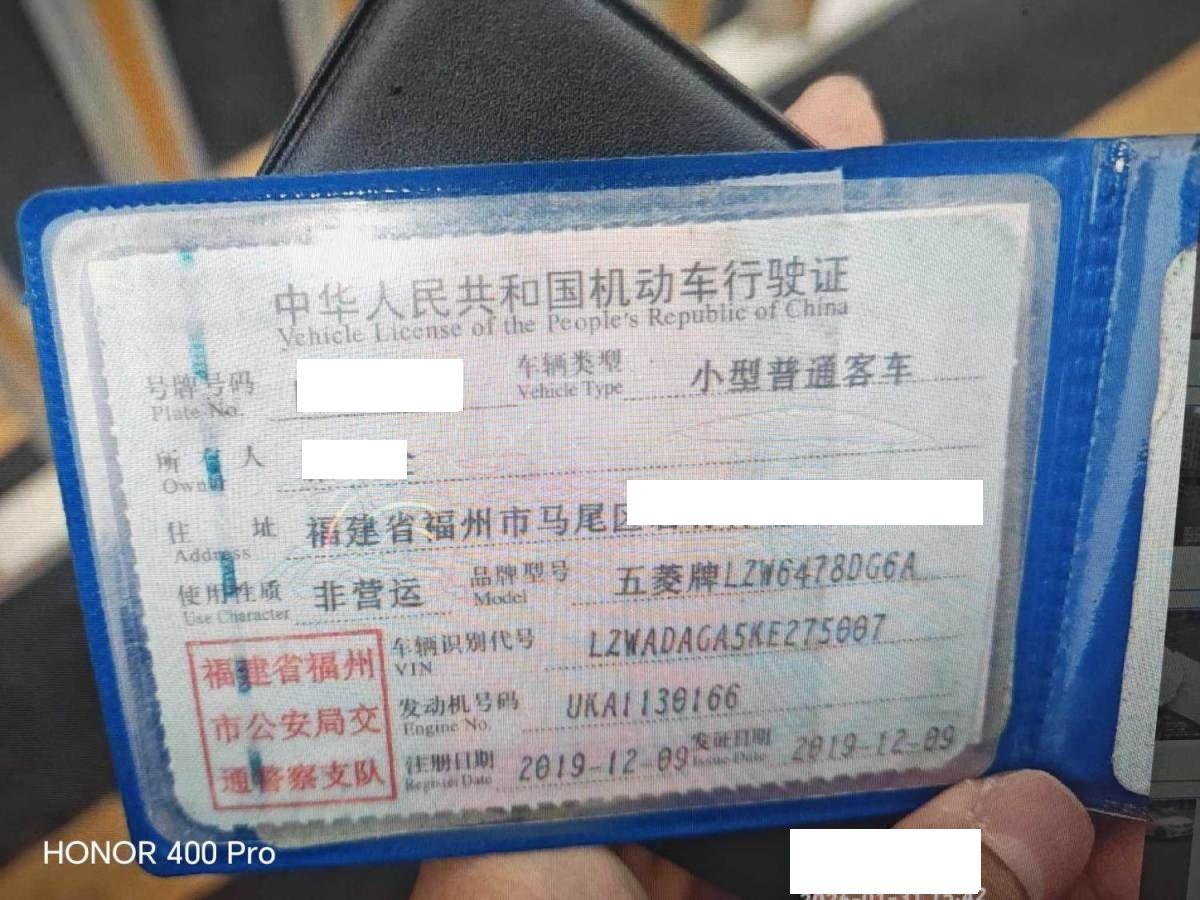 中华人民共和国机动车行驶证
Vehicle License of the People's Republic of China
号牌号码 车辆类型 小型普通客车
Plate No. Vehicle Type
所有人
Owner
住址 福建省福州市马尾区
Address
使用性质 非营运 品牌型号 五菱牌LZW6478DG6A
Use Character Model
福建省福州 车辆识别代号 LZWADAGA5KE275007
VIN
市公安局交 发动机号码 UKA1130166
Engine No.
通警察支队 注册日期 2019-12-09 发证日期 2019-12-09
Register Date Issue Date
HONOR 400 Pro